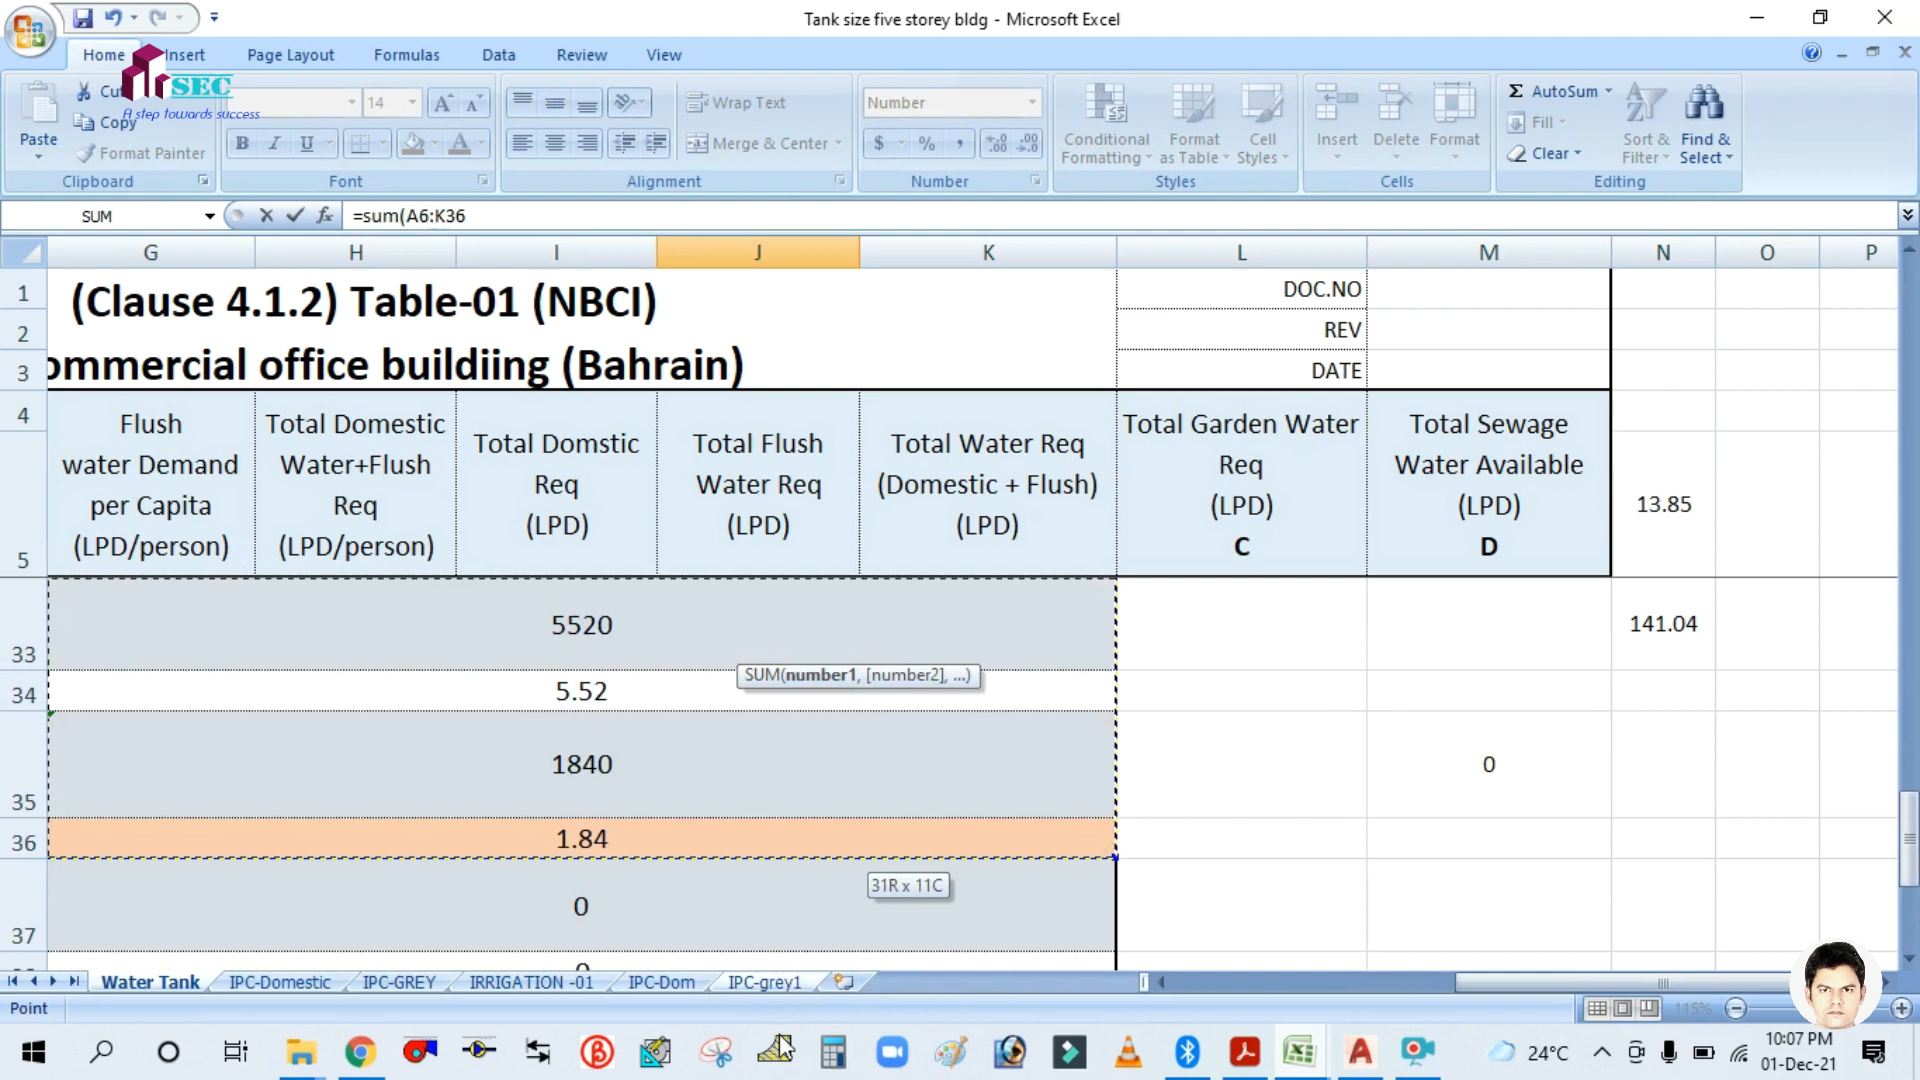 Tank size five storey bldg - Microsoft Excel
Home Insert Page Layout Formulas Data Review View
SEC
A step towards success
Paste
Cut
Copy
Format Painter
Clipboard
14
A A
B I U A
Font
Wrap Text
Merge & Center
Alignment
Number
$ % , .0 .00 .00 .0
Number
Conditional Formatting
Format as Table
Cell Styles
Styles
Insert Delete Format
Cells
Σ AutoSum
Fill
Clear
Sort & Filter
Find & Select
Editing
SUM fx =sum(A6:K36
G H I J K L M N O P
1 (Clause 4.1.2) Table-01 (NBCI) DOC.NO
2 REV
3 ommercial office buildiing (Bahrain) DATE
4
5
Flush
water Demand
per Capita
(LPD/person)
Total Domestic
Water+Flush
Req
(LPD/person)
Total Domstic
Req
(LPD)
Total Flush
Water Req
(LPD)
Total Water Req
(Domestic + Flush)
(LPD)
Total Garden Water
Req
(LPD)
C
Total Sewage
Water Available
(LPD)
D
13.85
33 5520 141.04
SUM(number1, [number2], ...)
34 5.52
35 1840 0
36 1.84
31R x 11C
37 0
0
Water Tank IPC-Domestic IPC-GREY IRRIGATION -01 IPC-Dom IPC-grey1
Point 115%
24°C
10:07 PM
01-Dec-21